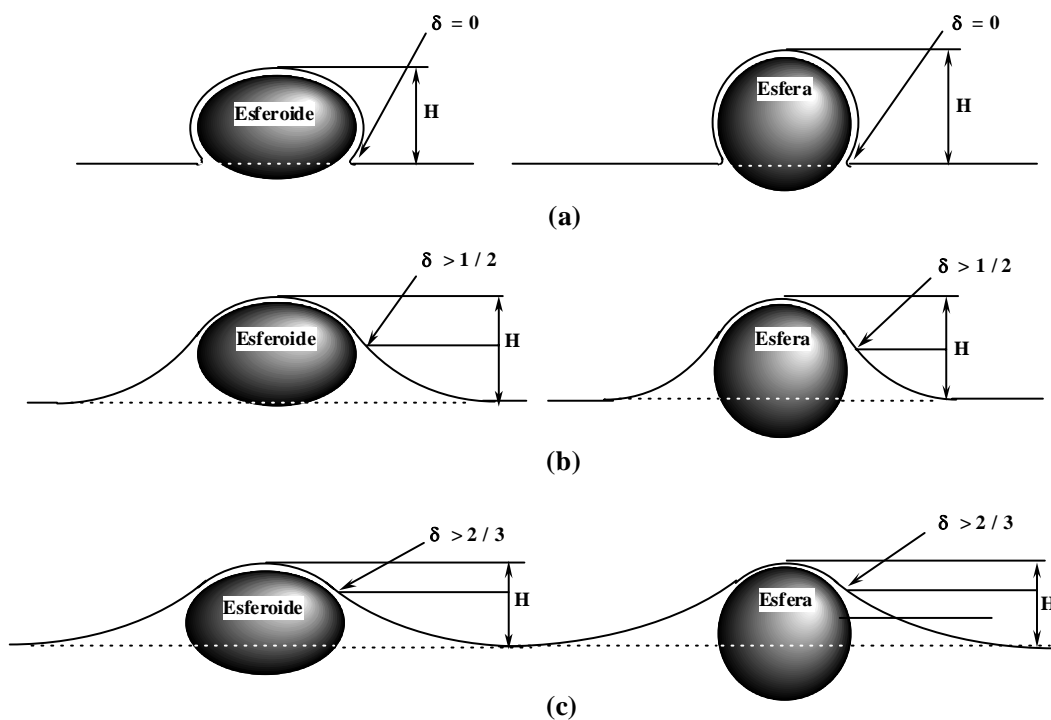 δ = 0
δ = 0
Esferoide
H
Esfera
H
(a)
δ > 1 / 2
δ > 1 / 2
Esferoide
H
Esfera
H
(b)
δ > 2 / 3
δ > 2 / 3
Esferoide
H
Esfera
H
(c)